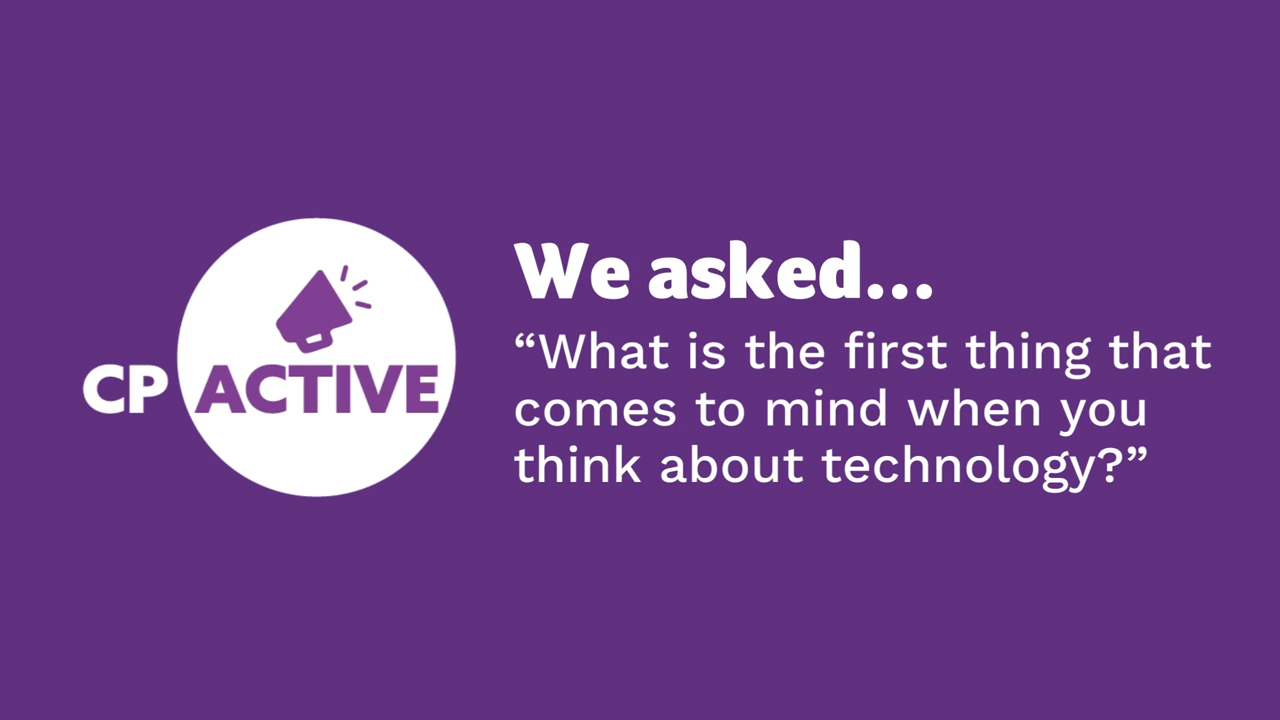 CP ACTIVE
We asked...
“What is the first thing that
comes to mind when you
think about technology?”